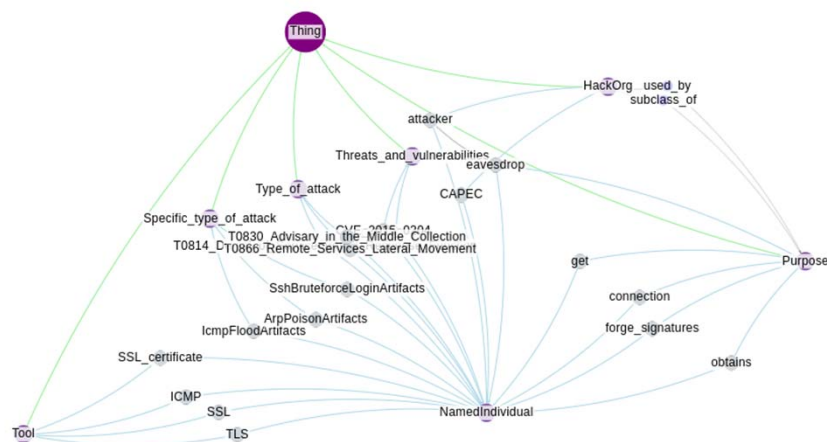 Thing
HackOrg
used_by
subclass_of
attacker
Threats_and_vulnerabilities
eavesdrop
Type_of_attack
CAPEC
Specific_type_of_attack
T0830_Advisary_in_the_Middle_Collection
T0866_Remote_Services_Lateral_Movement
get
Purpose
SshBruteforceLoginArtifacts
connection
ArpPoisonArtifacts
IcmpFloodArtifacts
forge_signatures
SSL_certificate
obtains
ICMP
SSL
NamedIndividual
Tool
TLS